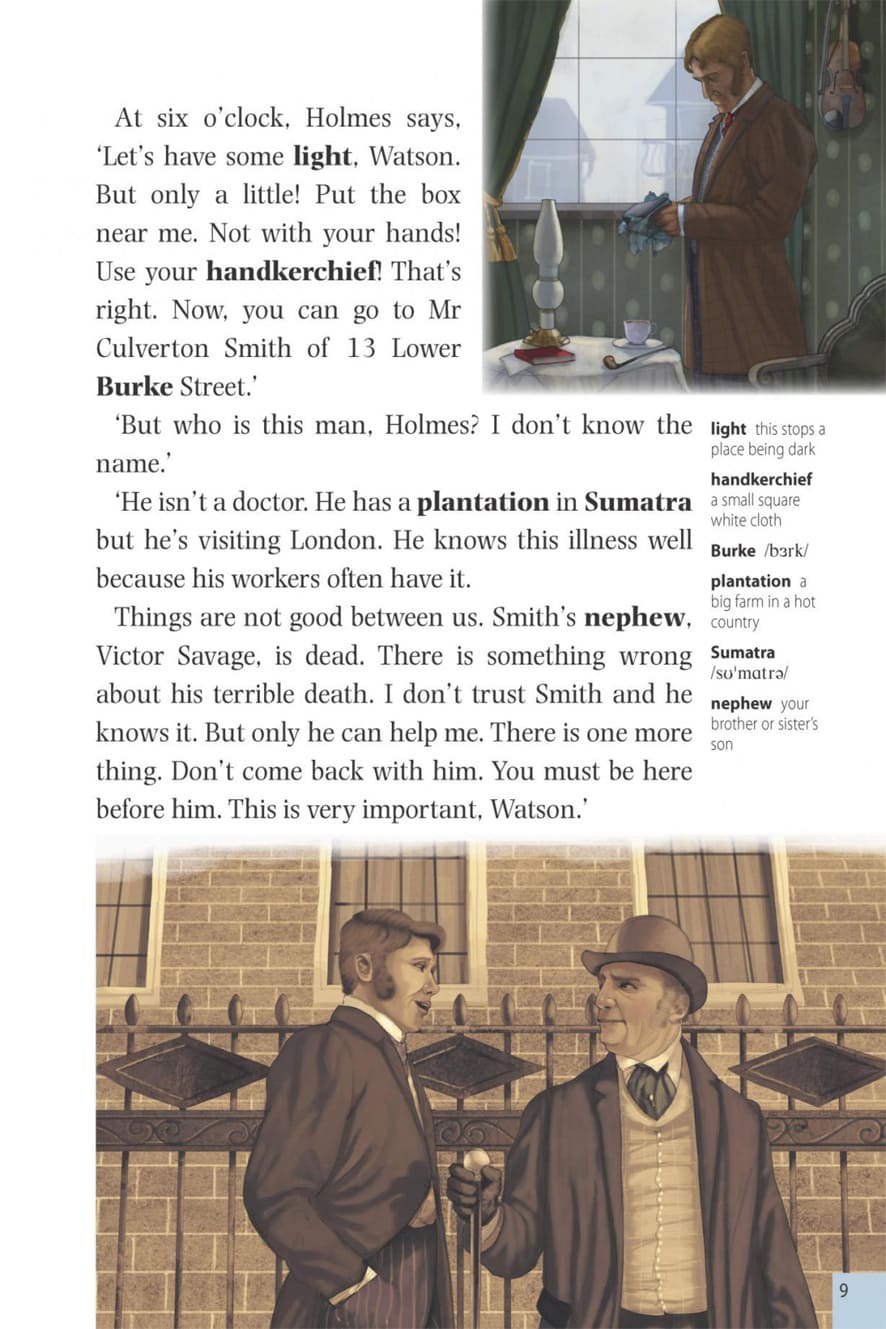 At six o’clock, Holmes says,
‘Let’s have some light, Watson.
But only a little! Put the box
near me. Not with your hands!
Use your handkerchief! That’s
right. Now, you can go to Mr
Culverton Smith of 13 Lower
Burke Street.’
‘But who is this man, Holmes? I don’t know the
name.’
‘He isn’t a doctor. He has a plantation in Sumatra
but he’s visiting London. He knows this illness well
because his workers often have it.
Things are not good between us. Smith’s nephew,
Victor Savage, is dead. There is something wrong
about his terrible death. I don’t trust Smith and he
knows it. But only he can help me. There is one more
thing. Don’t come back with him. You must be here
before him. This is very important, Watson.’
light this stops a
place being dark
handkerchief
a small square
white cloth
Burke /bɜrk/
plantation a
big farm in a hot
country
Sumatra
/sʊˈmɑtrə/
nephew your
brother or sister’s
son
9